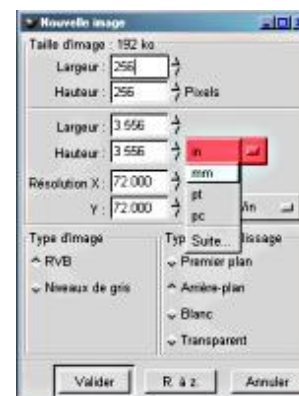 Nouvelle image
Taille d'image : 192 ko
Largeur : 256
Hauteur : 256 Pixels
Largeur : 3.556
Hauteur : 3.556 in
mm
Résolution X : 72.000
pt
Y : 72.000
pc
Suite...
Type d'image
RVB
Premier plan
Niveaux de gris
Arrière-plan
Blanc
Transparent
Valider R. à z. Annuler